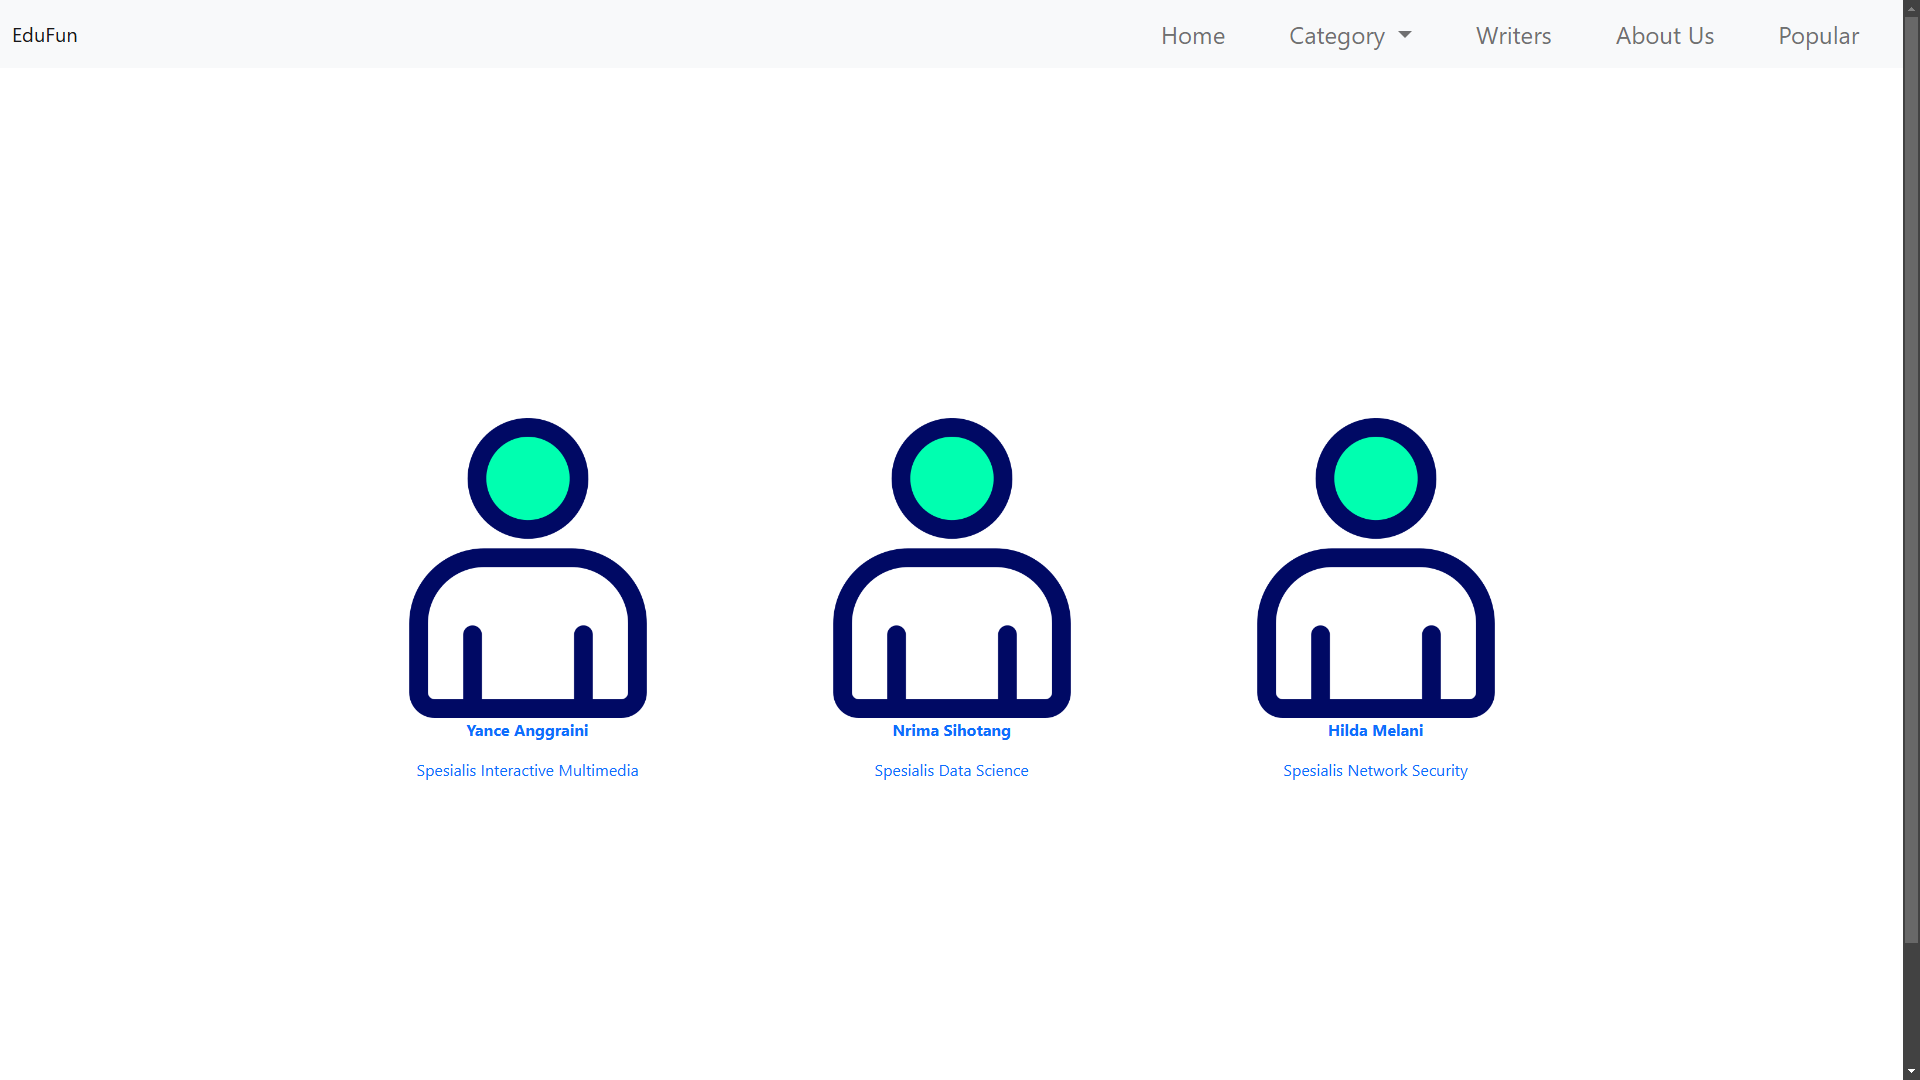 EduFun
Home
Category
Writers
About Us
Popular
Yance Anggraini
Spesialis Interactive Multimedia
Nrima Sihotang
Spesialis Data Science
Hilda Melani
Spesialis Network Security